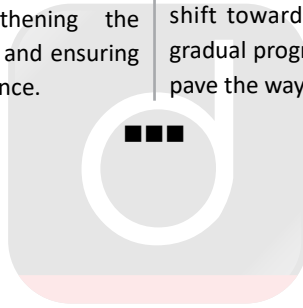 thening the
and ensuring
nce.
shift toward
gradual progr
pave the way
■■■